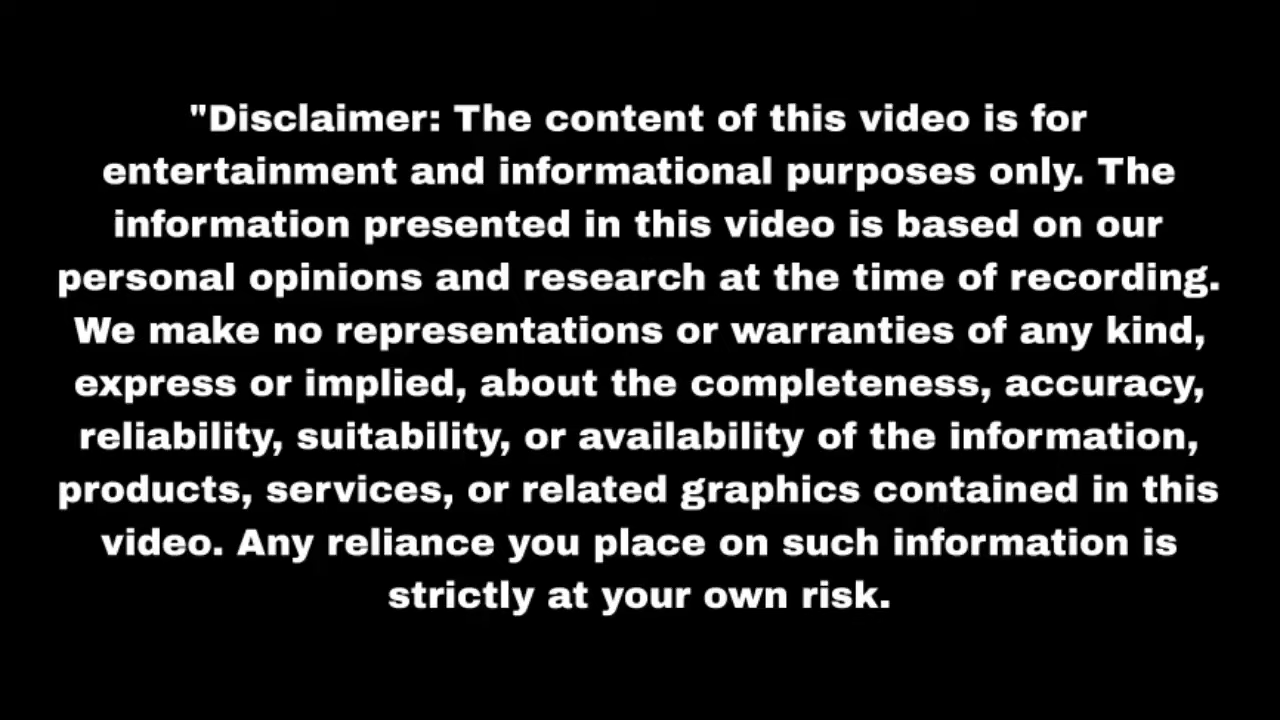 "Disclaimer: The content of this video is for
entertainment and informational purposes only. The
information presented in this video is based on our
personal opinions and research at the time of recording.
We make no representations or warranties of any kind,
express or implied, about the completeness, accuracy,
reliability, suitability, or availability of the information,
products, services, or related graphics contained in this
video. Any reliance you place on such information is
strictly at your own risk.